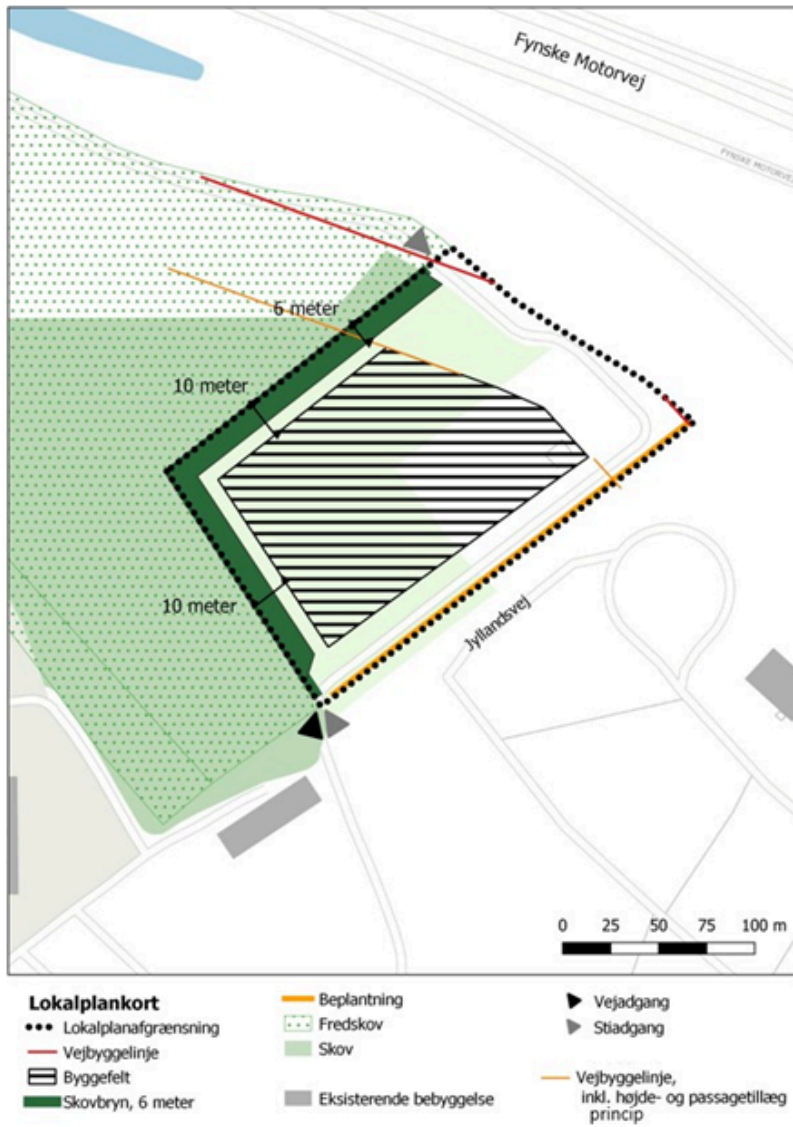 Fynske Motorvej
FYNSKE MOTORVEJ
6 meter
10 meter
10 meter
Jyllandsvej
0 25 50 75 100 m
Lokalplankort
Lokalplanafgrænsning
Vejbyggelinje
Byggefelt
Skovbryn, 6 meter
Beplantning
Fredskov
Skov
Eksisterende bebyggelse
Vejadgang
Stiadgang
Vejbyggelinje,
inkl. højde- og passagetillæg
princip